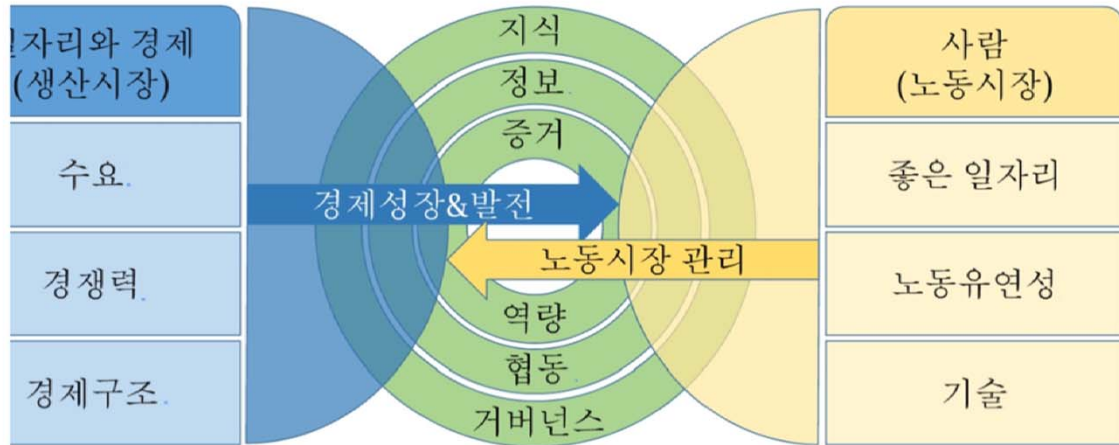 자리와 경제
(생산시장)
수요.
경쟁력.
경제구조.
지식
정보.
증거
경제성장&발전
노동시장 관리
역량
협동.
거버넌스
사람
(노동시장)
좋은 일자리
노동유연성
기술